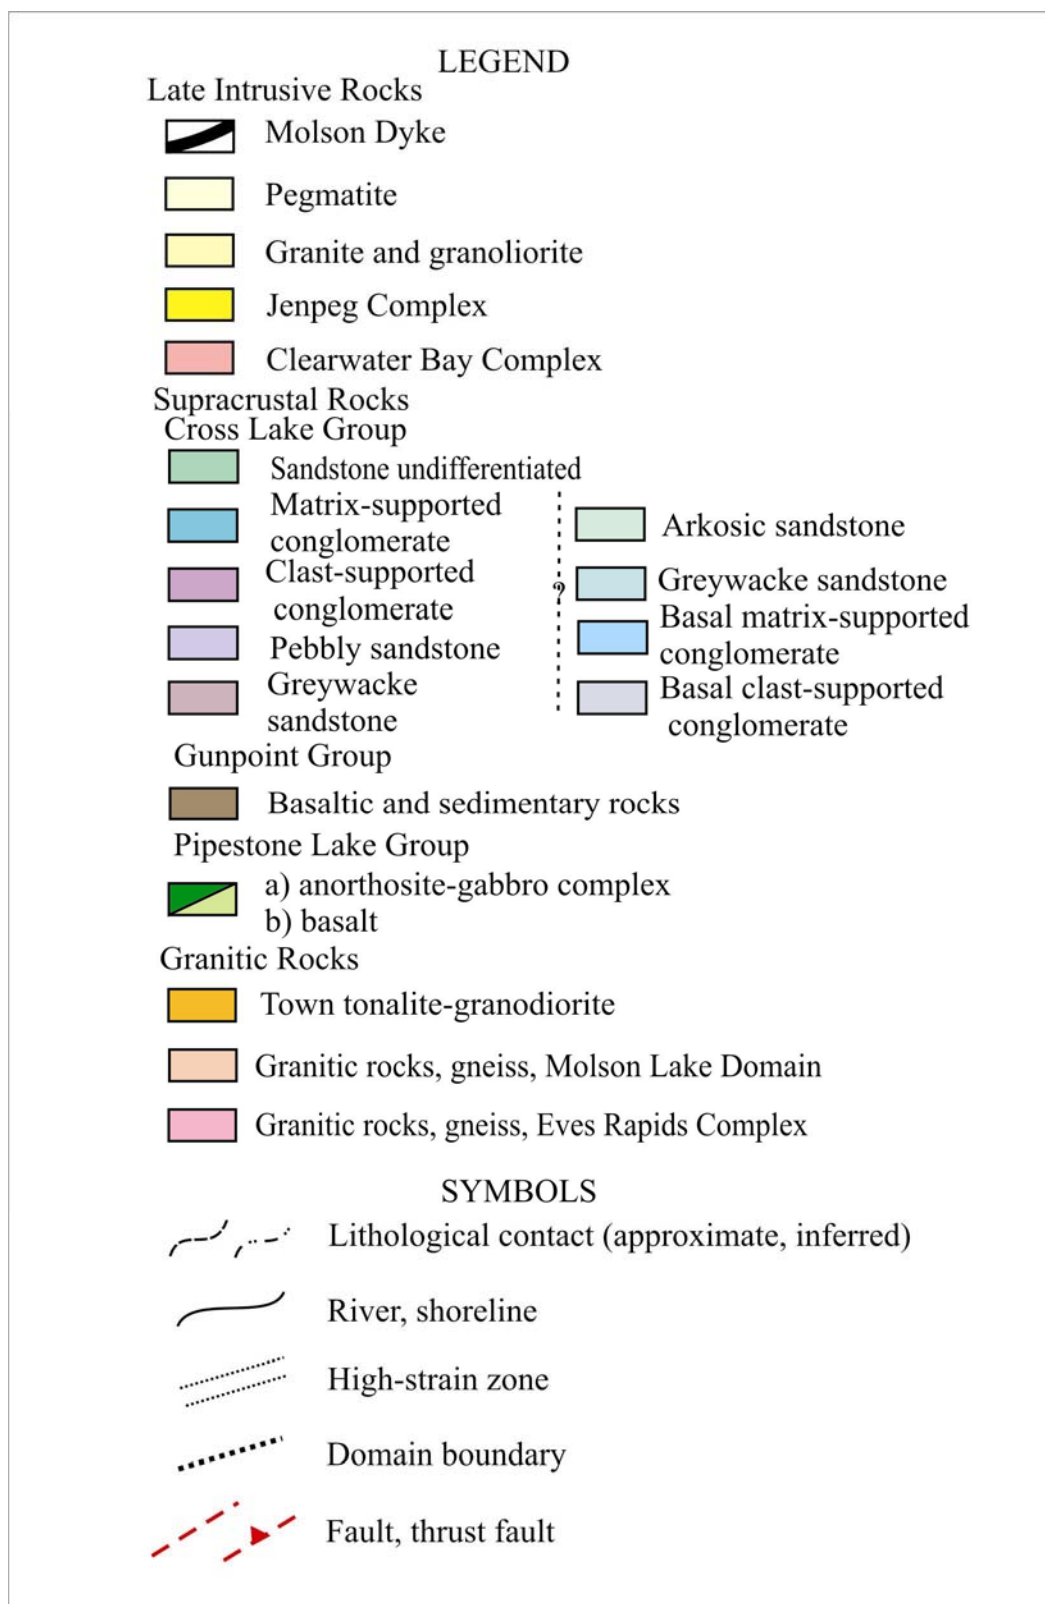 LEGEND
Late Intrusive Rocks
Molson Dyke
Pegmatite
Granite and granoliorite
Jenpeg Complex
Clearwater Bay Complex
Supracrustal Rocks
Cross Lake Group
Sandstone undifferentiated
Matrix-supported
conglomerate
Clast-supported
conglomerate
Pebbly sandstone
Greywacke
sandstone
?
Arkosic sandstone
Greywacke sandstone
Basal matrix-supported
conglomerate
Basal clast-supported
conglomerate
Gunpoint Group
Basaltic and sedimentary rocks
Pipestone Lake Group
a) anorthosite-gabbro complex
b) basalt
Granitic Rocks
Town tonalite-granodiorite
Granitic rocks, gneiss, Molson Lake Domain
Granitic rocks, gneiss, Eves Rapids Complex
SYMBOLS
Lithological contact (approximate, inferred)
River, shoreline
High-strain zone
Domain boundary
Fault, thrust fault